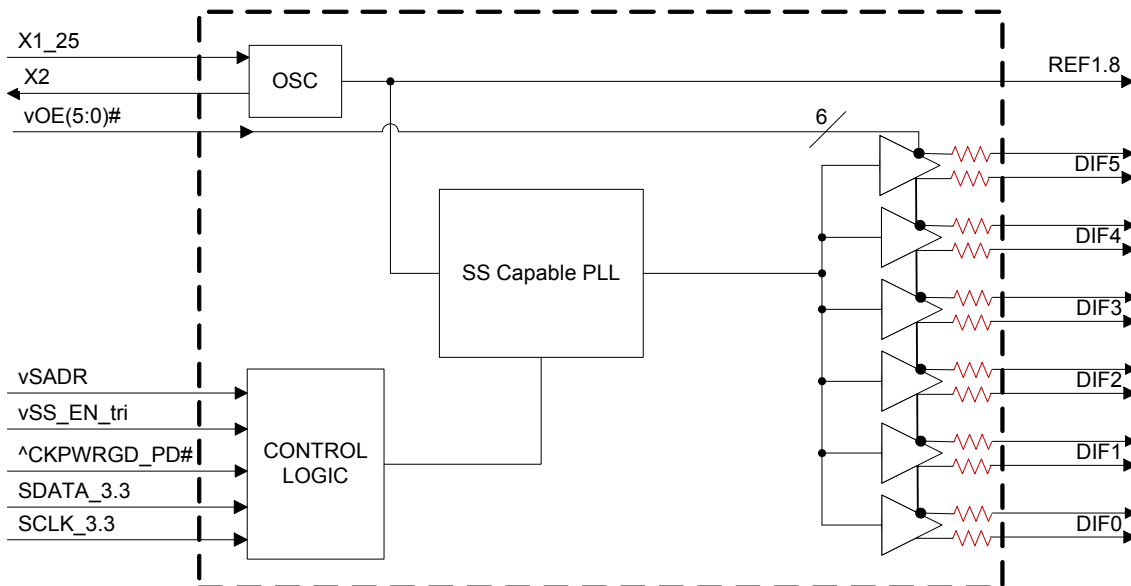 X1_25
OSC
X2
REF1.8
vOE(5:0)#
6
DIF5
DIF4
SS Capable PLL
DIF3
vSADR
DIF2
vSS_EN_tri
^CKPWRGD_PD#
CONTROL
LOGIC
DIF1
SDATA_3.3
SCLK_3.3
DIF0